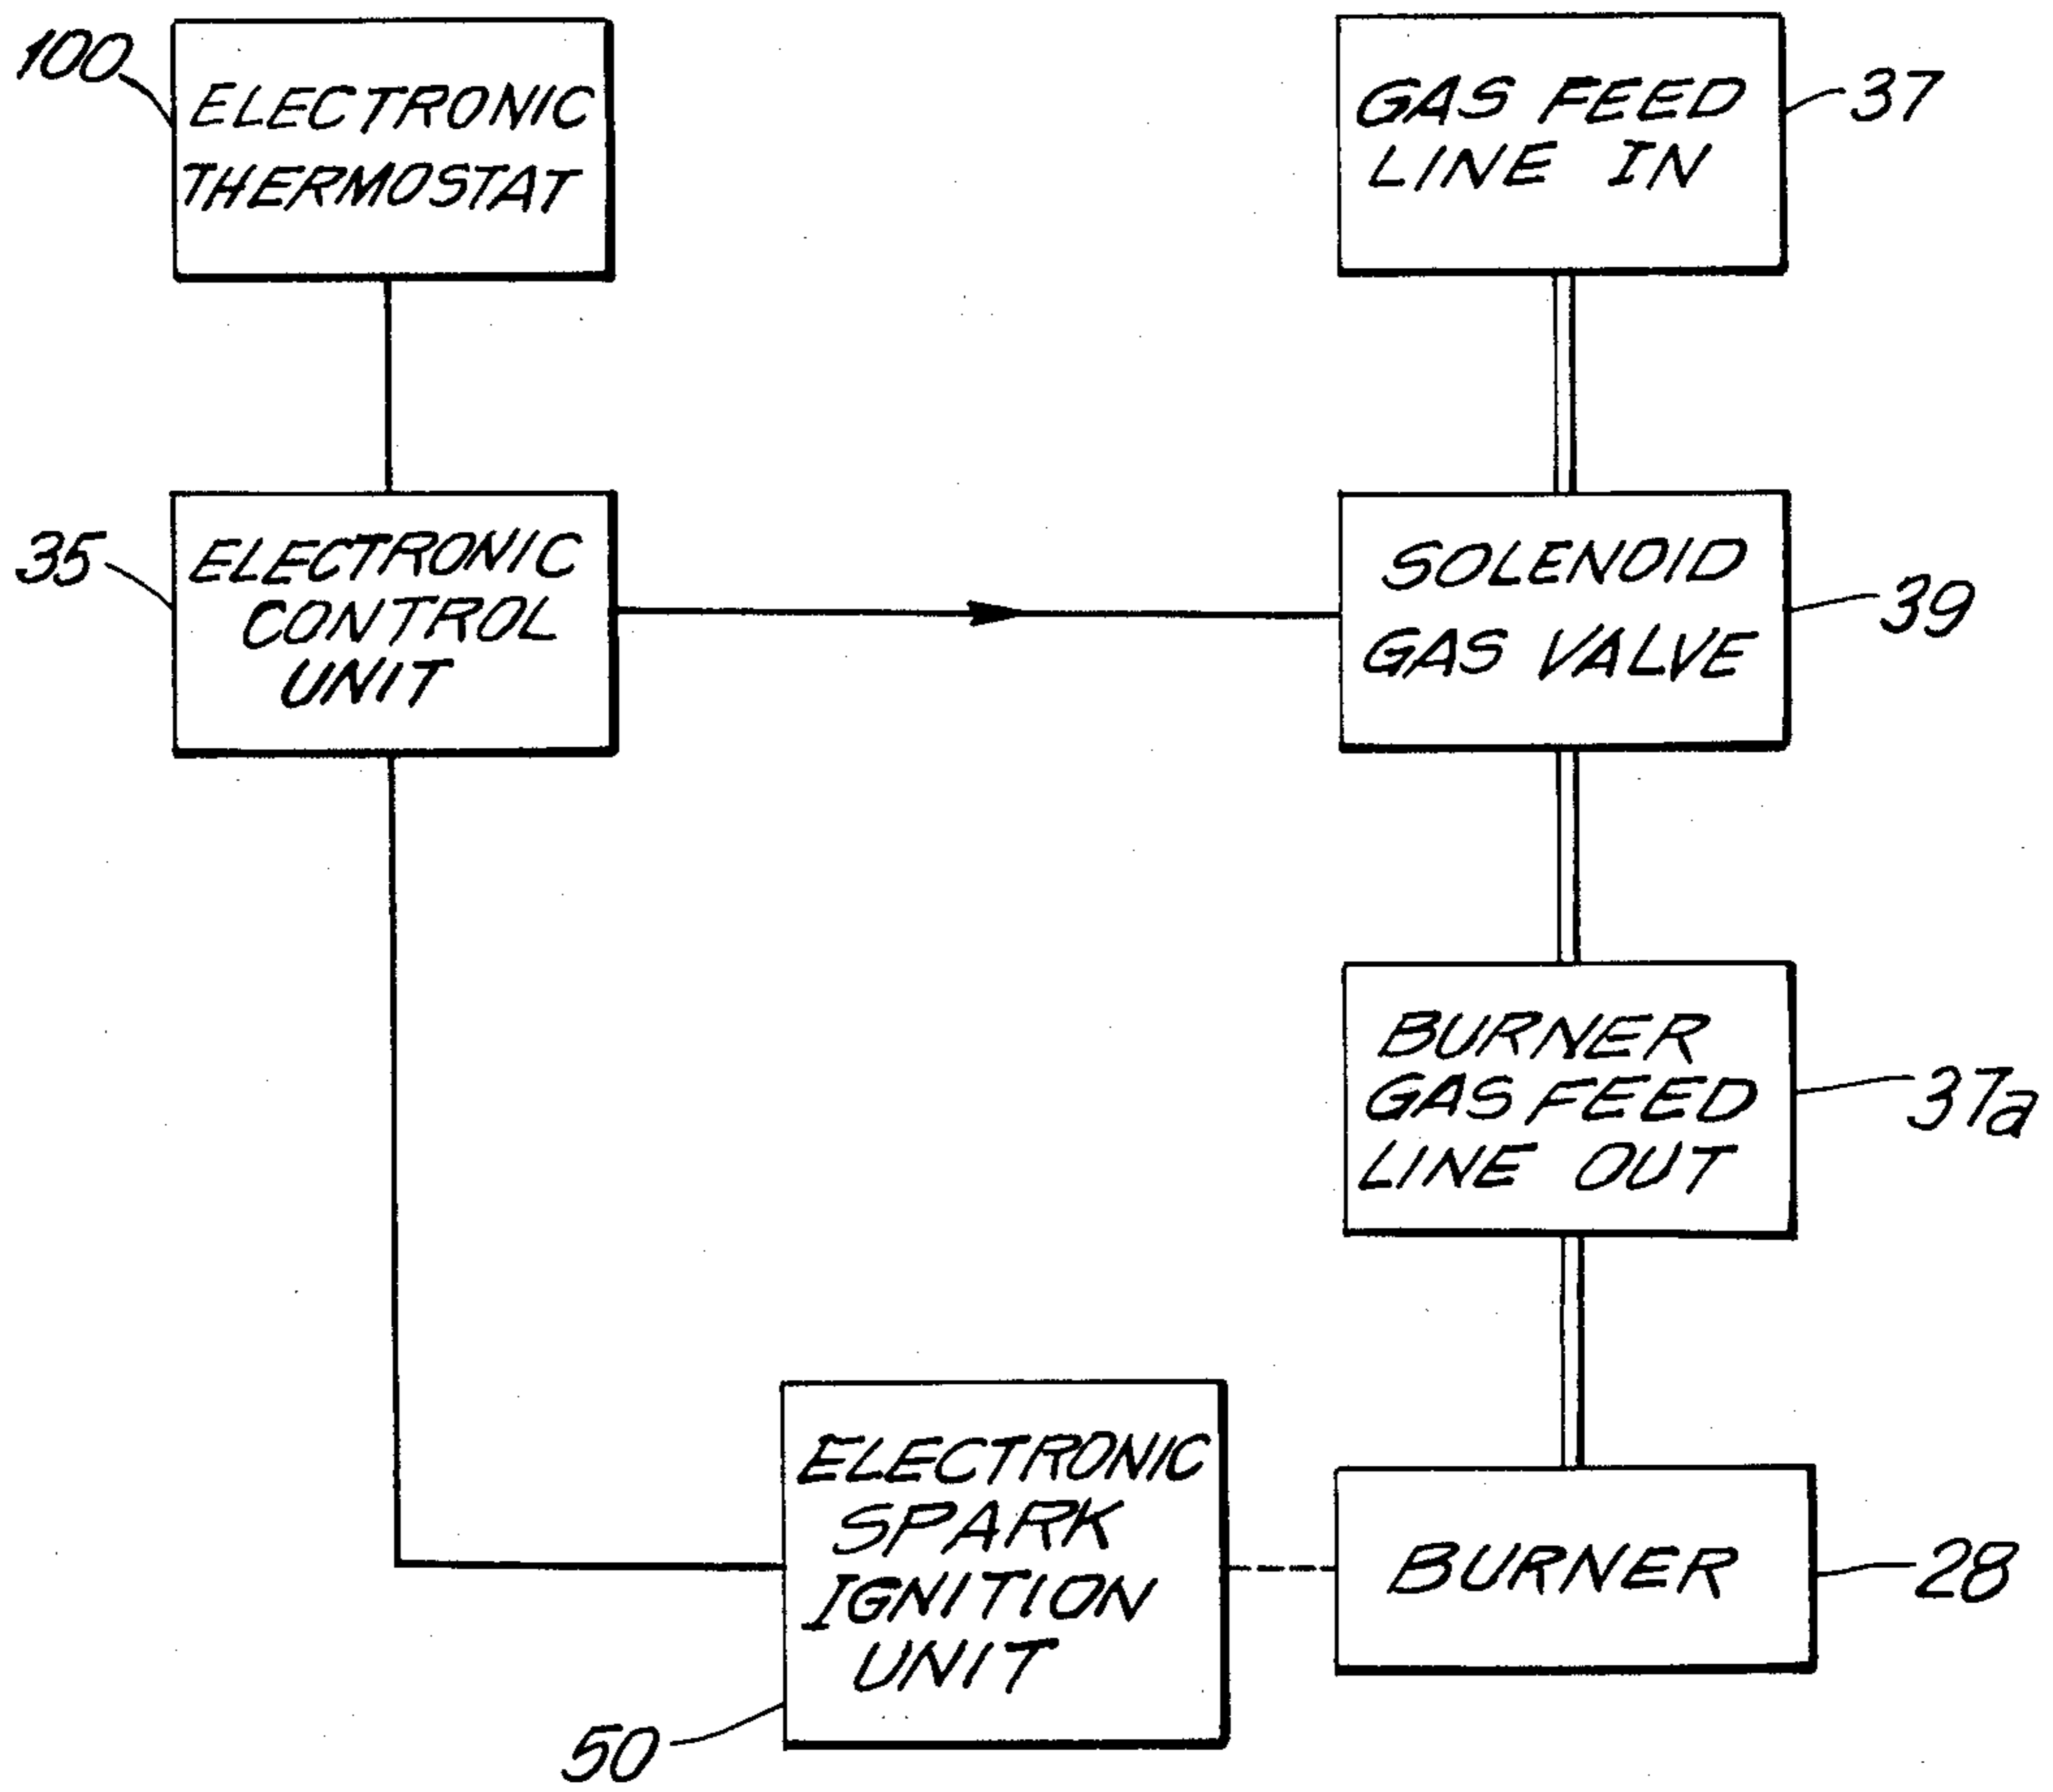 100
ELECTRONIC
THERMOSTAT
GAS FEED
LINE IN
37
35
ELECTRONIC
CONTROL
UNIT
SOLENOID
GAS VALVE
39
BURNER
GAS FEED
LINE OUT
37a
ELECTRONIC
SPARK
IGNITION
UNIT
50
BURNER
28